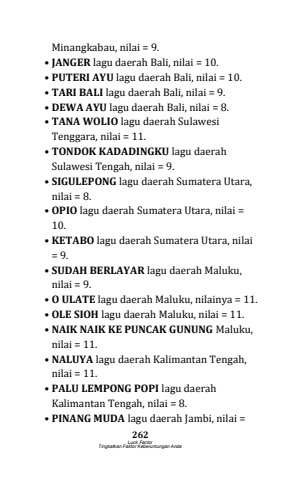 Minangkabau, nilai = 9.
• JANGER lagu daerah Bali, nilai = 10.
• PUTERI AYU lagu daerah Bali, nilai = 10.
• TARI BALI lagu daerah Bali, nilai = 9.
• DEWA AYU lagu daerah Bali, nilai = 8.
• TANA WOLIO lagu daerah Sulawesi
Tenggara, nilai = 11.
• TONDOK KADADINGKU lagu daerah
Sulawesi Tengah, nilai = 9.
• SIGULEPONG lagu daerah Sumatera Utara,
nilai = 8.
• OPIO lagu daerah Sumatera Utara, nilai =
10.
• KETABO lagu daerah Sumatera Utara, nilai
= 9.
• SUDAH BERLAYAR lagu daerah Maluku,
nilai = 9.
• O ULATE lagu daerah Maluku, nilainya = 11.
• OLE SIOH lagu daerah Maluku, nilai = 11.
• NAIK NAIK KE PUNCAK GUNUNG Maluku,
nilai = 11.
• NALUYA lagu daerah Kalimantan Tengah,
nilai = 11.
• PALU LEMPONG POPI lagu daerah
Kalimantan Tengah, nilai = 8.
• PINANG MUDA lagu daerah Jambi, nilai =
262
Luck Factor
Tingkatkan Faktor Keberuntungan Anda